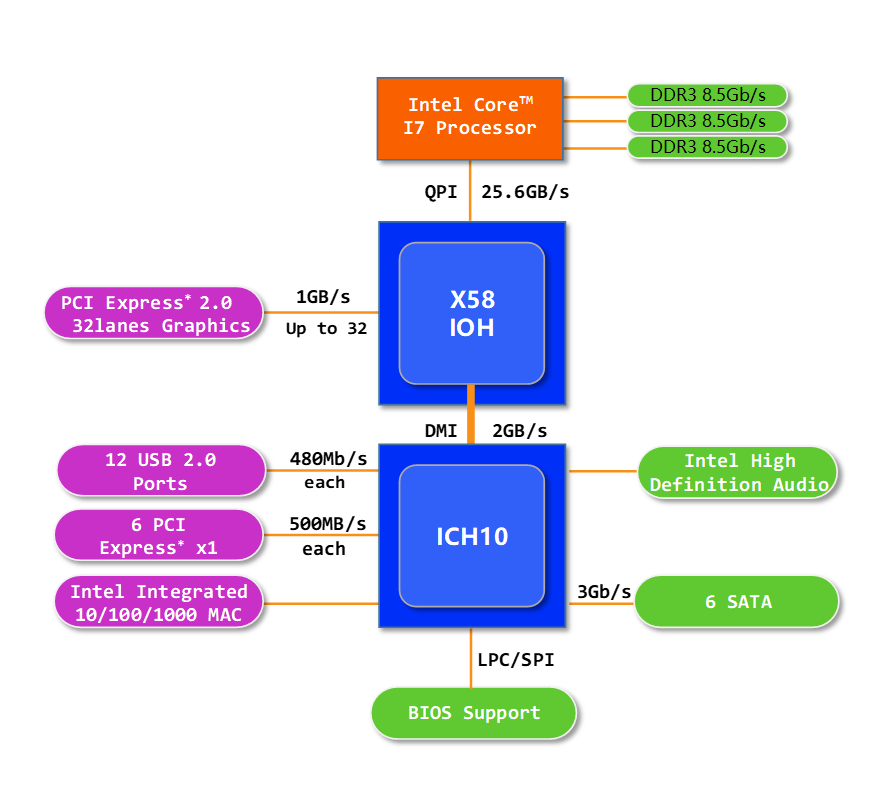 Intel Core™
I7 Processor
DDR3 8.5Gb/s
DDR3 8.5Gb/s
DDR3 8.5Gb/s
QPI 25.6GB/s
X58
IOH
PCI Express* 2.0
32lanes Graphics
1GB/s
Up to 32
DMI 2GB/s
12 USB 2.0
Ports
480Mb/s
each
6 PCI
Express* x1
500MB/s
each
Intel Integrated
10/100/1000 MAC
ICH10
Intel High
Definition Audio
3Gb/s
6 SATA
LPC/SPI
BIOS Support